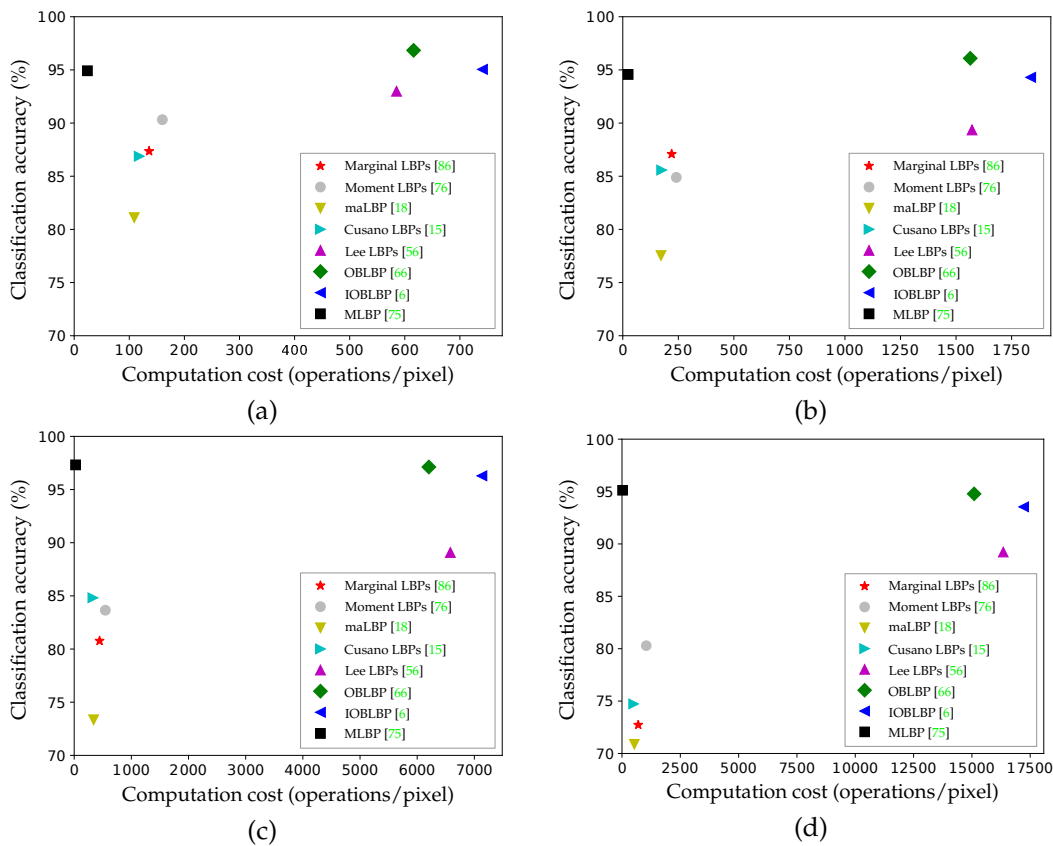 100
95
90
85
80
75
70
Classification accuracy (%)
0 100 200 300 400 500 600 700
Computation cost (operations/pixel)
Marginal LBPs [86]
Moment LBPs [76]
maLBP [18]
Cusano LBPs [15]
Lee LBPs [56]
OBLBP [66]
IOBLBP [6]
MLBP [75]
(a)
100
95
90
85
80
75
70
Classification accuracy (%)
0 250 500 750 1000 1250 1500 1750
Computation cost (operations/pixel)
Marginal LBPs [86]
Moment LBPs [76]
maLBP [18]
Cusano LBPs [15]
Lee LBPs [56]
OBLBP [66]
IOBLBP [6]
MLBP [75]
(b)
100
95
90
85
80
75
70
Classification accuracy (%)
0 1000 2000 3000 4000 5000 6000 7000
Computation cost (operations/pixel)
Marginal LBPs [86]
Moment LBPs [76]
maLBP [18]
Cusano LBPs [15]
Lee LBPs [56]
OBLBP [66]
IOBLBP [6]
MLBP [75]
(c)
100
95
90
85
80
75
70
Classification accuracy (%)
0 2500 5000 7500 10000 12500 15000 17500
Computation cost (operations/pixel)
Marginal LBPs [86]
Moment LBPs [76]
maLBP [18]
Cusano LBPs [15]
Lee LBPs [56]
OBLBP [66]
IOBLBP [6]
MLBP [75]
(d)